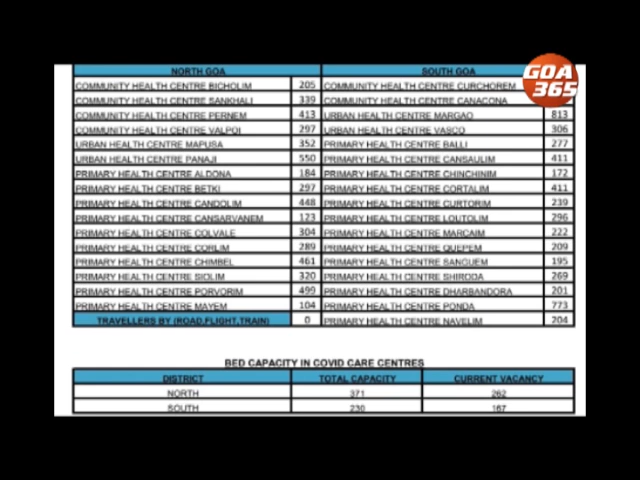 NORTH GOA SOUTH GOA
GOA 365
COMMUNITY HEALTH CENTRE BICHOLIM 205 COMMUNITY HEALTH CENTRE CURCHOREM
COMMUNITY HEALTH CENTRE SANKHALI 339 COMMUNITY HEALTH CENTRE CANACONA
COMMUNITY HEALTH CENTRE PERNEM 413 URBAN HEALTH CENTRE MARGAO 813
COMMUNITY HEALTH CENTRE VALPOI 297 URBAN HEALTH CENTRE VASCO 306
URBAN HEALTH CENTRE MAPUSA 352 PRIMARY HEALTH CENTRE BALLI 277
URBAN HEALTH CENTRE PANAJI 550 PRIMARY HEALTH CENTRE CANSAULIM 411
PRIMARY HEALTH CENTRE ALDONA 184 PRIMARY HEALTH CENTRE CHINCHINIM 172
PRIMARY HEALTH CENTRE BETKI 297 PRIMARY HEALTH CENTRE CORTALIM 411
PRIMARY HEALTH CENTRE CANDOLIM 448 PRIMARY HEALTH CENTRE CURTORIM 239
PRIMARY HEALTH CENTRE CANSARVANEM 123 PRIMARY HEALTH CENTRE LOUTOLIM 296
PRIMARY HEALTH CENTRE COLVALE 304 PRIMARY HEALTH CENTRE MARCAIM 222
PRIMARY HEALTH CENTRE CORLIM 289 PRIMARY HEALTH CENTRE QUEPEM 209
PRIMARY HEALTH CENTRE CHIMBEL 461 PRIMARY HEALTH CENTRE SANGUEM 195
PRIMARY HEALTH CENTRE SIOLIM 320 PRIMARY HEALTH CENTRE SHIRODA 269
PRIMARY HEALTH CENTRE PORVORIM 499 PRIMARY HEALTH CENTRE DHARBANDORA 201
PRIMARY HEALTH CENTRE MAYEM 104 PRIMARY HEALTH CENTRE PONDA 773
TRAVELLERS BY (ROAD,FLIGHT,TRAIN) 0 PRIMARY HEALTH CENTRE NAVELIM 204
BED CAPACITY IN COVID CARE CENTRES
DISTRICT TOTAL CAPACITY CURRENT VACANCY
NORTH 371 262
SOUTH 230 167